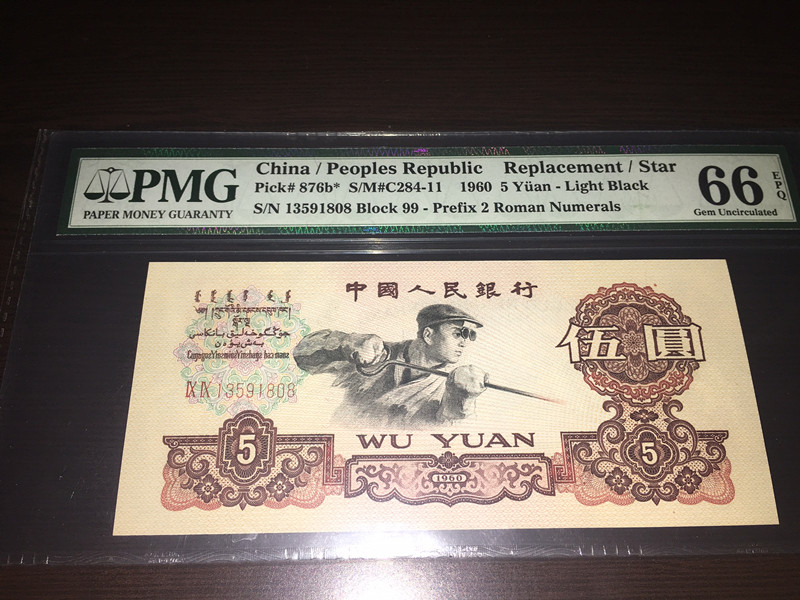 PMG
PAPER MONEY GUARANTY
China / Peoples Republic Replacement / Star
Pick# 876b* S/M#C284-11 1960 5 Yüan - Light Black
S/N 13591808 Block 99 - Prefix 2 Roman Numerals
66
EPQ
Gem Uncirculated
中國人民銀行
伍圓
IX IX 13591808
WU YUAN
5
1960
5